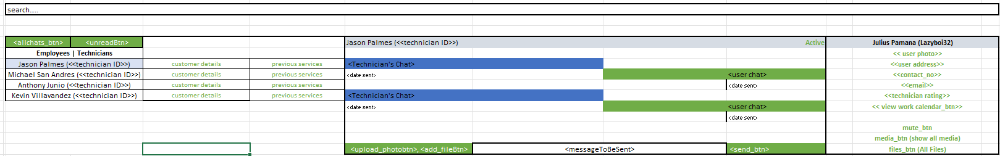 search.....
<allchats_btn> <unreadBtn>
Employees | Technicians
Jason Palmes (<<technician ID>>) customer details previous services
Michael San Andres (<<technician ID>>) customer details previous services
Anthony Junio (<<technician ID>>) customer details previous services
Kevin Villavandez (<<technician ID>>) customer details previous services
Jason Palmes (<<technician ID>>) Active
<Technician's Chat>
<date sent> <user chat>
<date sent>
<Technician's Chat>
<date sent> <user chat>
<date sent>
<upload_photobtn>, <add_fileBtn> <messageToBeSent> <send_btn>
Julius Pamana (Lazyboi32)
<< user photo>>
<<user address>>
<<contact_no>>
<<email>>
<<technician rating>>
<< view work calendar_btn>>
mute_btn
media_btn (show all media)
files_btn (All Files)